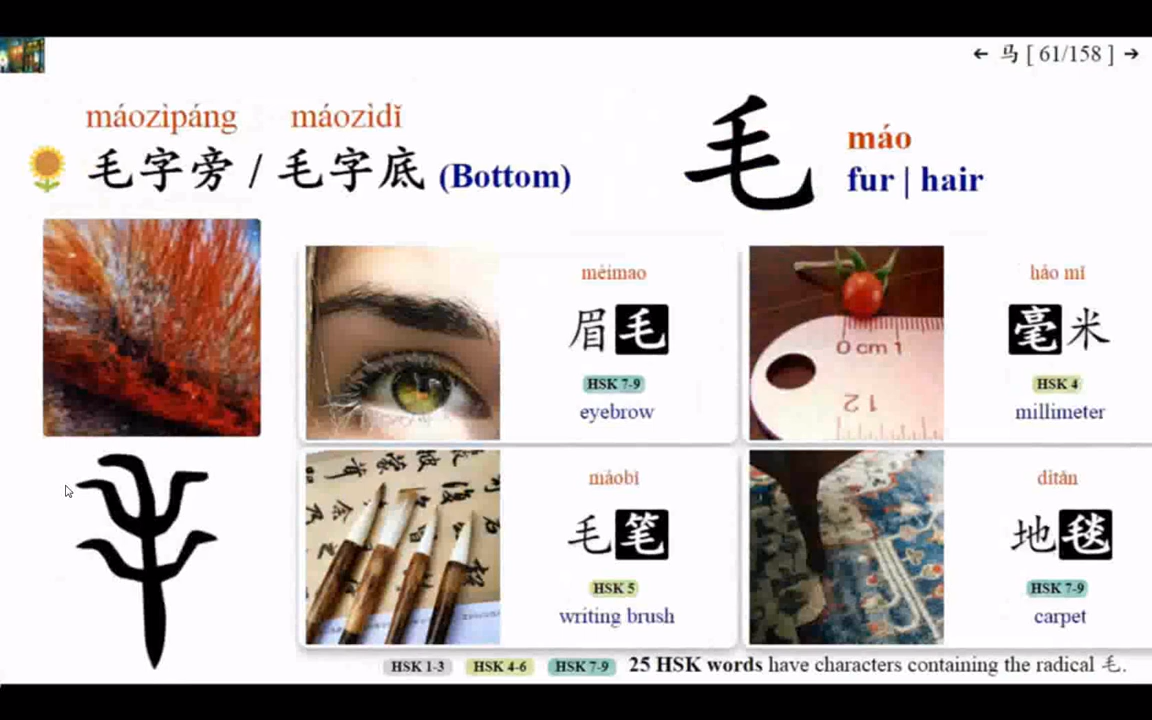 ← 马 [ 61/158 ] →
máozìpáng máozìdǐ
毛字旁 / 毛字底 (Bottom)
毛
máo
fur | hair
méimao
眉毛
HSK 7-9
eyebrow
háo mǐ
毫米
HSK 4
millimeter
0 cm 1
12
máobǐ
毛笔
HSK 5
writing brush
dìtǎn
地毯
HSK 7-9
carpet
HSK 1-3 HSK 4-6 HSK 7-9 25 HSK words have characters containing the radical 毛.